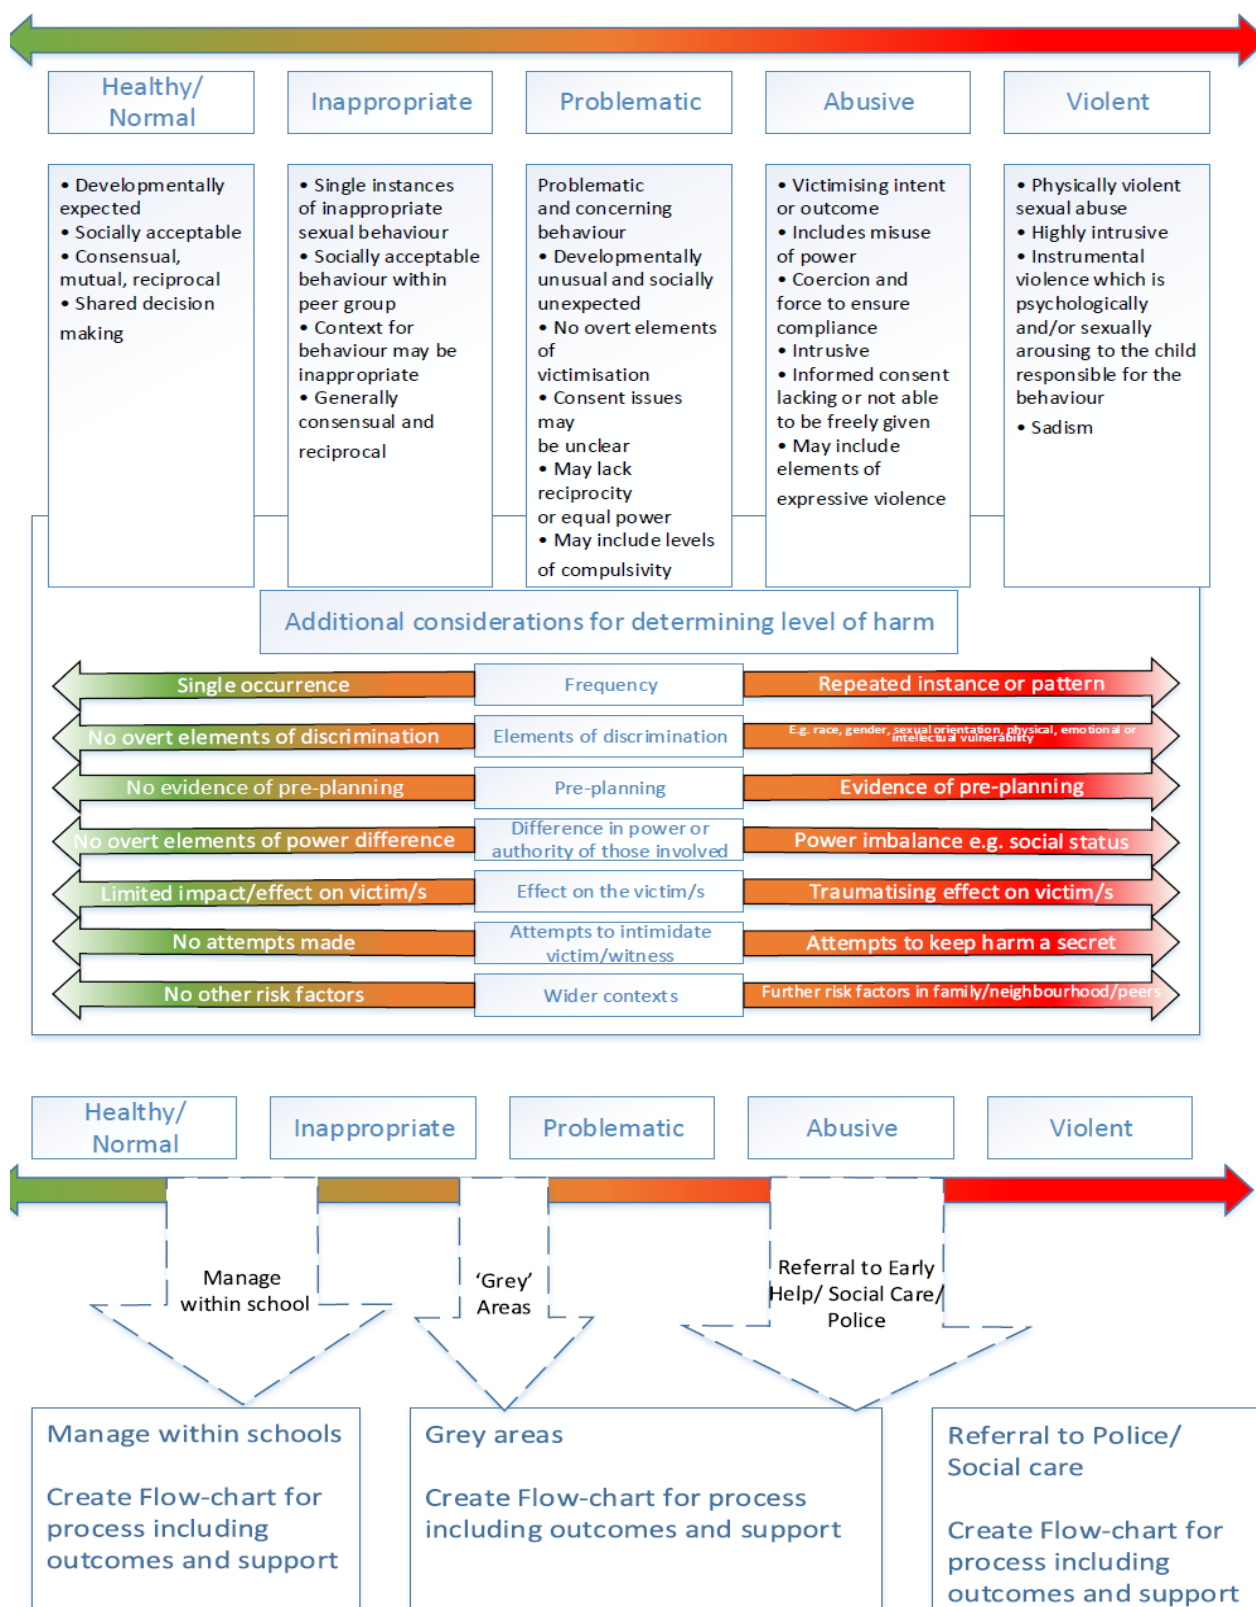 Healthy/
Normal
Inappropriate
Problematic
Abusive
Violent
• Developmentally
expected
• Socially acceptable
• Consensual,
mutual, reciprocal
• Shared decision
making
• Single instances
of inappropriate
sexual behaviour
• Socially acceptable
behaviour within
peer group
• Context for
behaviour may be
inappropriate
• Generally
consensual and
reciprocal
Problematic
and concerning
behaviour
• Developmentally
unusual and socially
unexpected
• No overt elements
of
victimisation
• Consent issues
may
be unclear
• May lack
reciprocity
or equal power
• May include levels
of compulsivity
• Victimising intent
or outcome
• Includes misuse
of power
• Coercion and
force to ensure
compliance
• Intrusive
• Informed consent
lacking or not able
to be freely given
• May include
elements of
expressive violence
• Physically violent
sexual abuse
• Highly intrusive
• Instrumental
violence which is
psychologically
and/or sexually
arousing to the child
responsible for the
behaviour
• Sadism
Additional considerations for determining level of harm
Single occurrence
Frequency
Repeated instance or pattern
No overt elements of discrimination
Elements of discrimination
E.g. race, gender, sexual orientation, physical, emotional or
intellectual vulnerability
No evidence of pre-planning
Pre-planning
Evidence of pre-planning
No overt elements of power difference
Difference in power or
authority of those involved
Power imbalance e.g. social status
Limited impact/effect on victim/s
Effect on the victim/s
Traumatising effect on victim/s
No attempts made
Attempts to intimidate
victim/witness
Attempts to keep harm a secret
No other risk factors
Wider contexts
Further risk factors in family/neighbourhood/peers
Healthy/
Normal
Inappropriate
Problematic
Abusive
Violent
Manage
within school
'Grey'
Areas
Referral to Early
Help/ Social Care/
Police
Manage within schools
Create Flow-chart for
process including
outcomes and support
Grey areas
Create Flow-chart for process
including outcomes and support
Referral to Police/
Social care
Create Flow-chart for
process including
outcomes and support